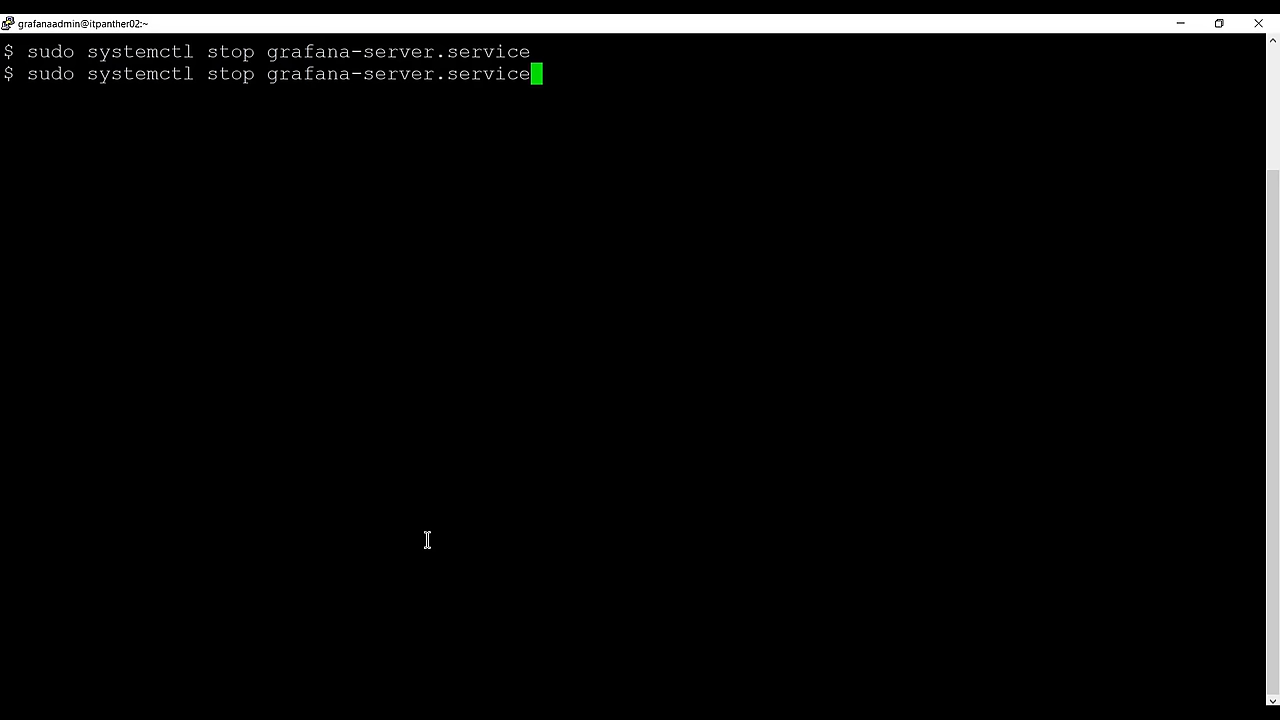 grafanaadmin@itpanther02:~
$ sudo systemctl stop grafana-server.service
$ sudo systemctl stop grafana-server.service